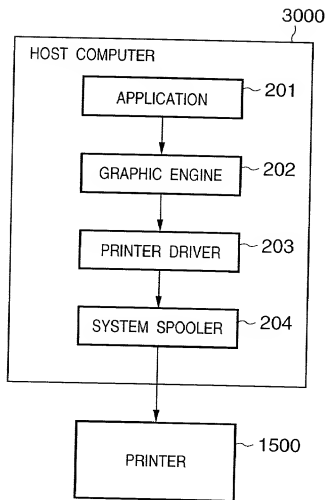 3000
HOST COMPUTER
APPLICATION
201
GRAPHIC ENGINE
202
PRINTER DRIVER
203
SYSTEM SPOOLER
204
PRINTER
1500